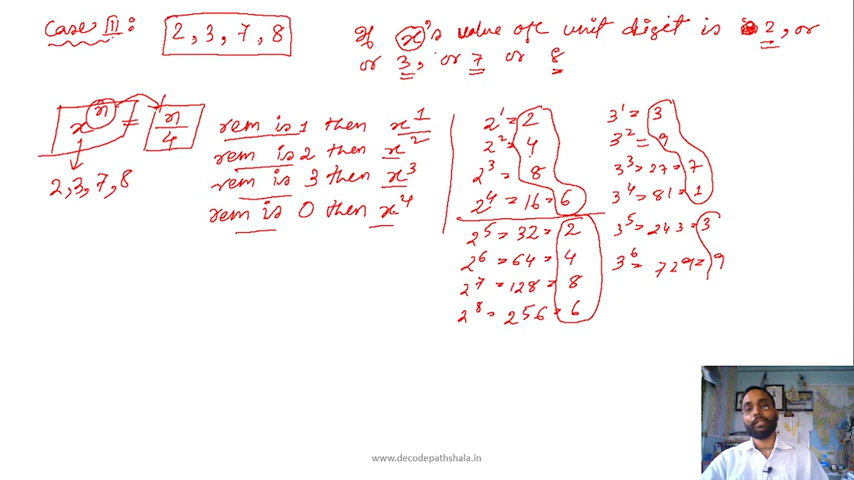 Case III: 2, 3, 7, 8
If x's value of unit digit is 2, or
or 3, or 7 or 8
x^n = n/4
2, 3, 7, 8
rem is 1 then x^1
rem is 2 then x^2
rem is 3 then x^3
rem is 0 then x^4
2^1 = 2
2^2 = 4
2^3 = 8
2^4 = 16 = 6
2^5 = 32 = 2
2^6 = 64 = 4
2^7 = 128 = 8
2^8 = 256 = 6
3^1 = 3
3^2 = 9
3^3 = 27 = 7
3^4 = 81 = 1
3^5 = 243 = 3
3^6 = 729 = 9
www.decodepathshala.in